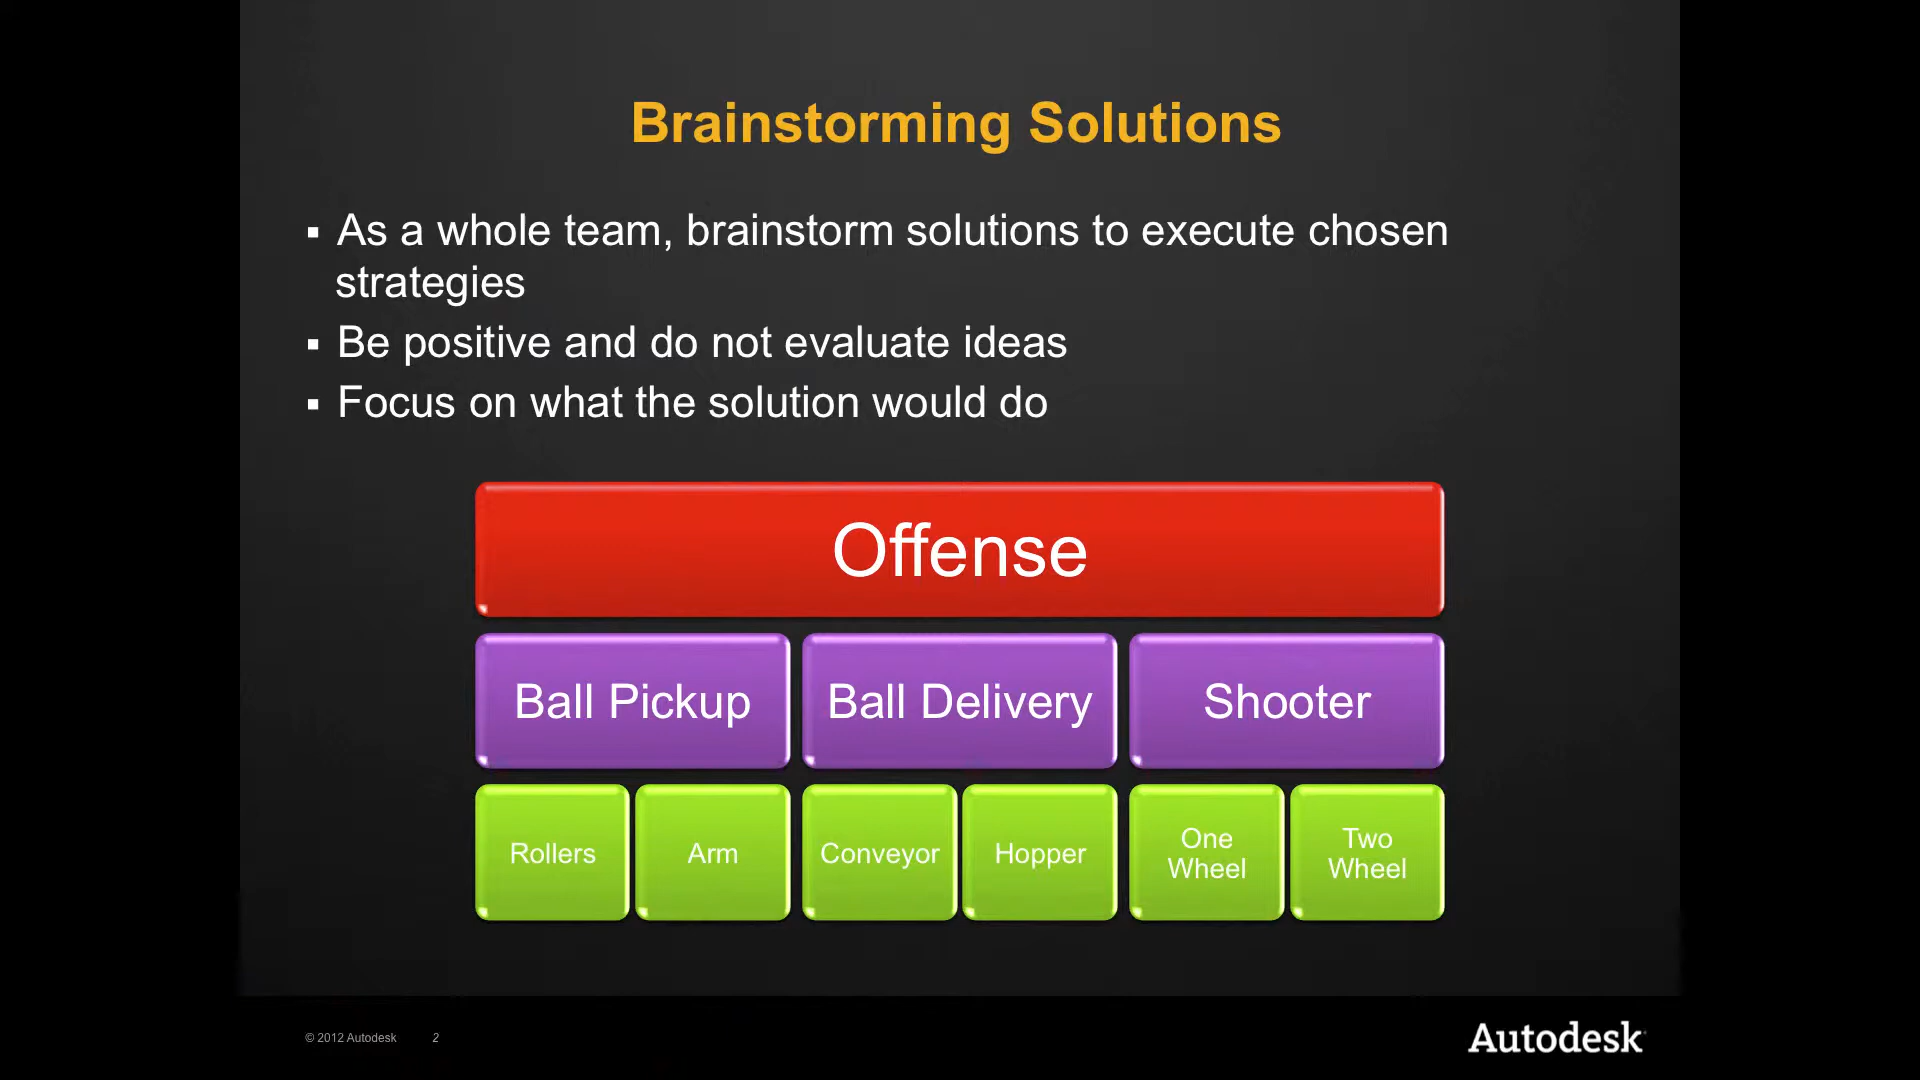 Brainstorming Solutions
▪ As a whole team, brainstorm solutions to execute chosen
strategies
▪ Be positive and do not evaluate ideas
▪ Focus on what the solution would do
Offense
Ball Pickup
Ball Delivery
Shooter
Rollers
Arm
Conveyor
Hopper
One
Wheel
Two
Wheel
© 2012 Autodesk 2
Autodesk